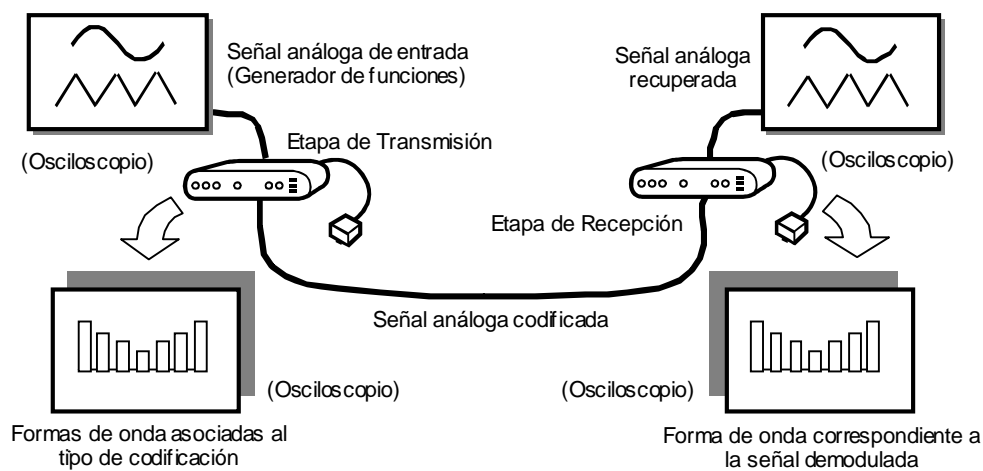 Señal análoga de entrada
(Generador de funciones)
Señal análoga
recuperada
(Osciloscopio)
Etapa de Transmisión
(Osciloscopio)
Etapa de Recepción
Señal análoga codificada
(Osciloscopio)
(Osciloscopio)
Formas de onda asociadas al
tipo de codificación
Forma de onda correspondiente a
la señal demodulada